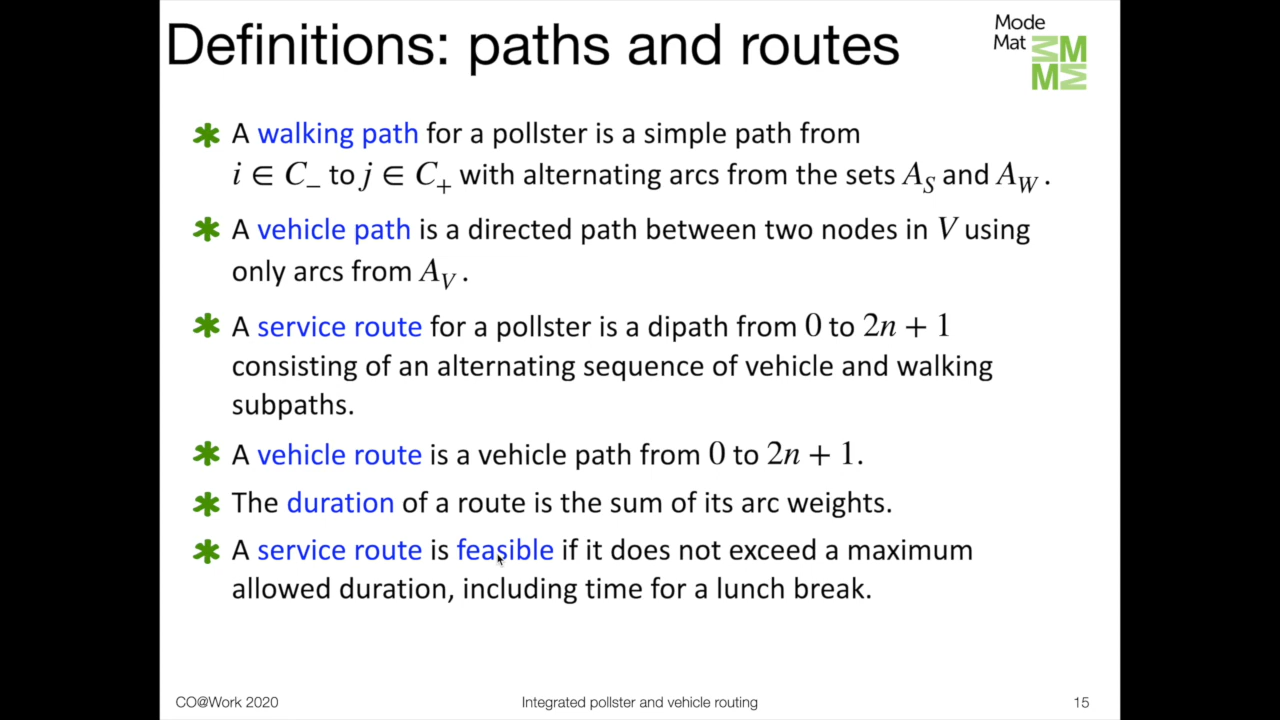 Definitions: paths and routes
Mode
Mat
M
M
M
M
✱ A walking path for a pollster is a simple path from
i ∈ C₋ to j ∈ C₊ with alternating arcs from the sets A_S and A_W.
✱ A vehicle path is a directed path between two nodes in V using
only arcs from A_V.
✱ A service route for a pollster is a dipath from 0 to 2n + 1
consisting of an alternating sequence of vehicle and walking
subpaths.
✱ A vehicle route is a vehicle path from 0 to 2n + 1.
✱ The duration of a route is the sum of its arc weights.
✱ A service route is feasible if it does not exceed a maximum
allowed duration, including time for a lunch break.
CO@Work 2020
Integrated pollster and vehicle routing
15